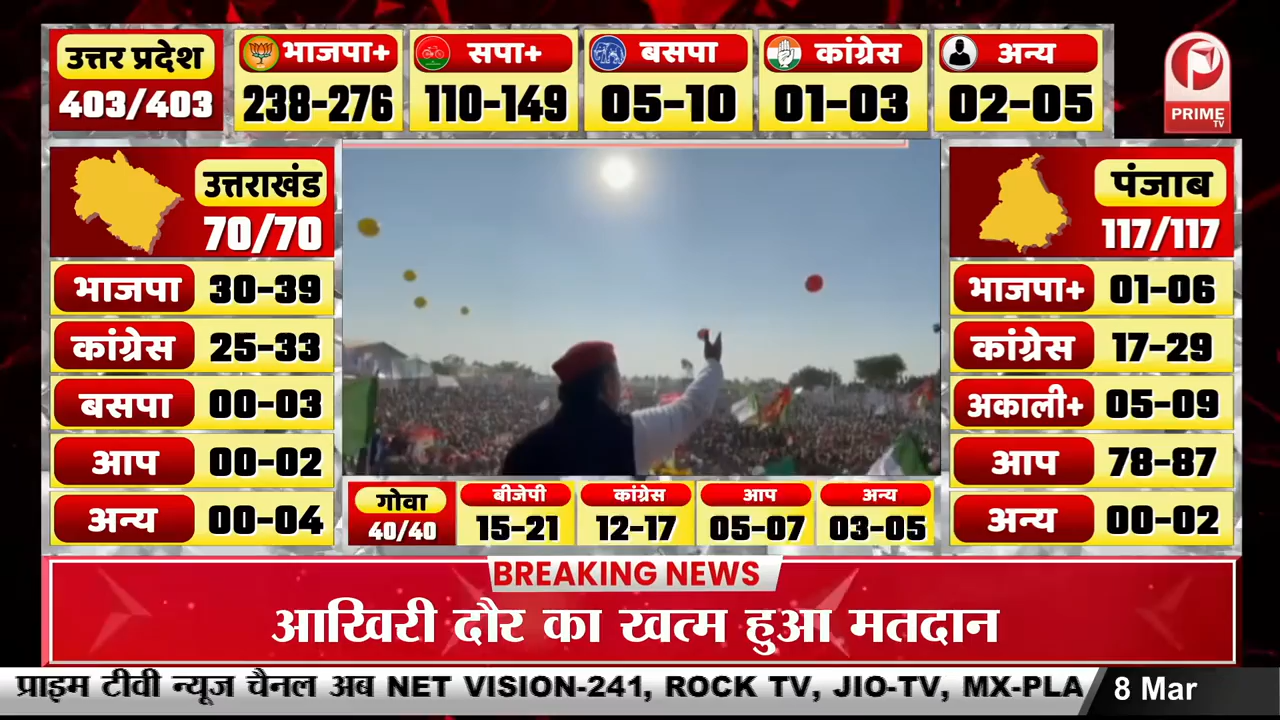 उत्तर प्रदेश
403/403
भाजपा+
238-276
सपा+
110-149
बसपा
05-10
कांग्रेस
01-03
अन्य
02-05
PRIME
TV
उत्तराखंड
70/70
भाजपा 30-39
कांग्रेस 25-33
बसपा 00-03
आप 00-02
अन्य 00-04
पंजाब
117/117
भाजपा+ 01-06
कांग्रेस 17-29
अकाली+ 05-09
आप 78-87
अन्य 00-02
गोवा
40/40
बीजेपी
15-21
कांग्रेस
12-17
आप
05-07
अन्य
03-05
BREAKING NEWS
आखिरी दौर का खत्म हुआ मतदान
प्राइम टीवी न्यूज चैनल अब NET VISION-241, ROCK TV, JIO-TV, MX-PLA
8 Mar